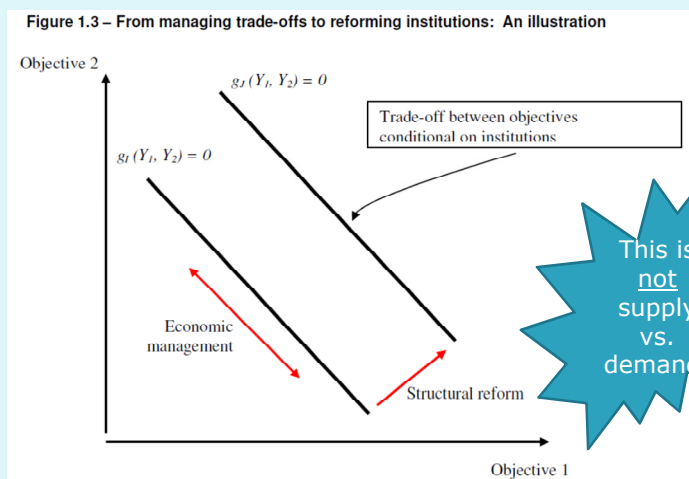 Figure 1.3 – From managing trade-offs to reforming institutions: An illustration
Objective 2
gJ (Y1, Y2) = 0
Trade-off between objectives
conditional on institutions
gI (Y1, Y2) = 0
This is
not
supply
vs.
Economic
management
Structural reform
Objective 1